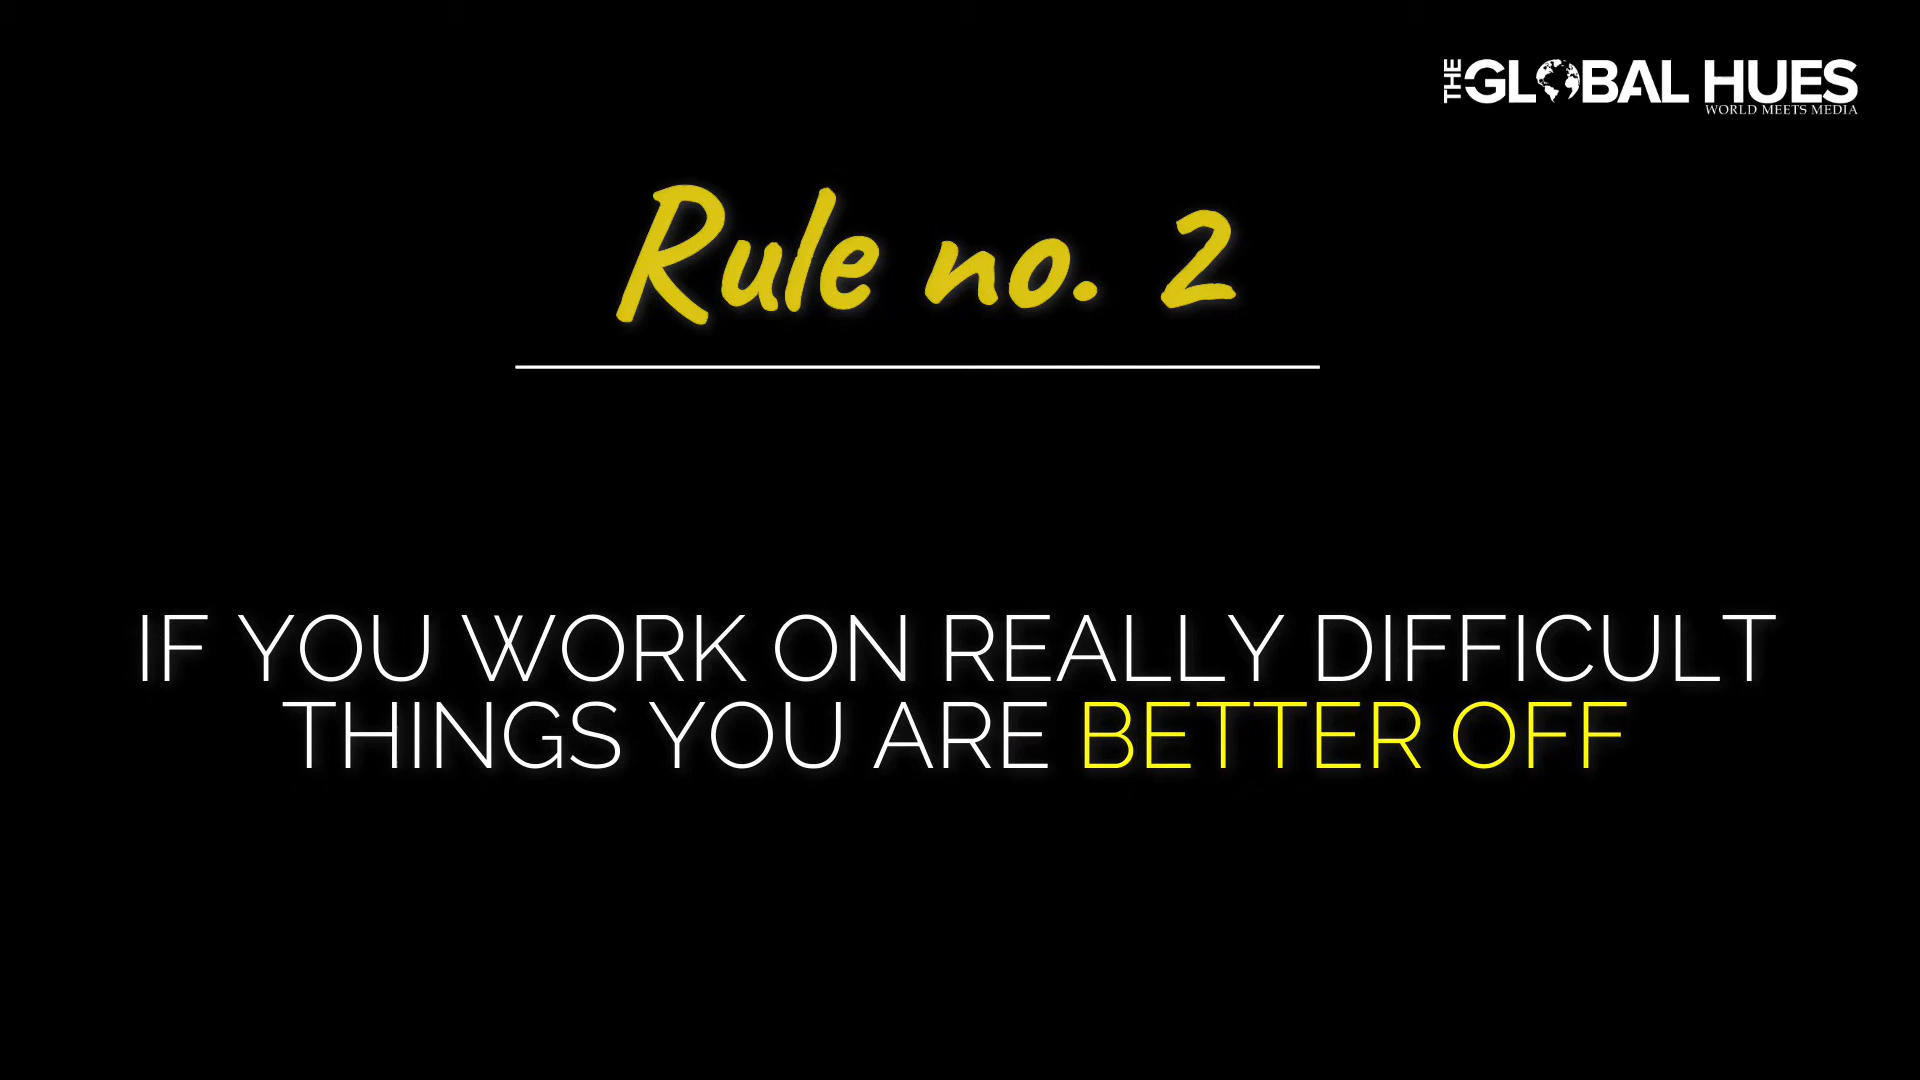 THE GLOBAL HUES
WORLD MEETS MEDIA
Rule no. 2
IF YOU WORK ON REALLY DIFFICULT
THINGS YOU ARE BETTER OFF